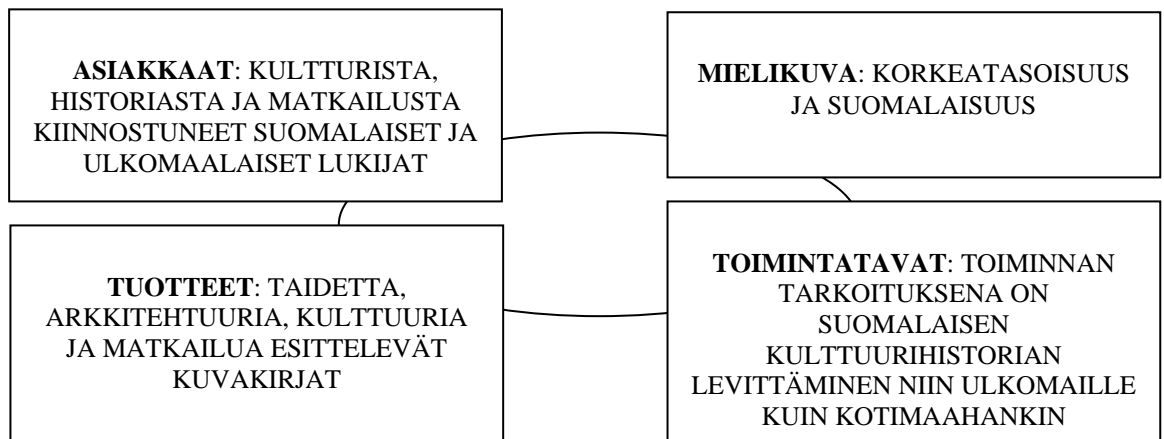 ASIAKKAAT: KULTTURISTA,
HISTORIASTA JA MATKAILUSTA
KIINNOSTUNEET SUOMALAISET JA
ULKOMAALAISET LUKIJAT
MIELIKUVA: KORKEATASOISUUS
JA SUOMALAISUUS
TUOTTEET: TAIDETTA,
ARKKITEHTUURIA, KULTTUURIA
JA MATKAILUA ESITTELEVÄT
KUVAKIRJAT
TOIMINTATAVAT: TOIMINNAN
TARKOITUKSENA ON
SUOMALAISEN
KULTTUURIHISTORIAN
LEVITTÄMINEN NIIN ULKOMAILLE
KUIN KOTIMAAHANKIN